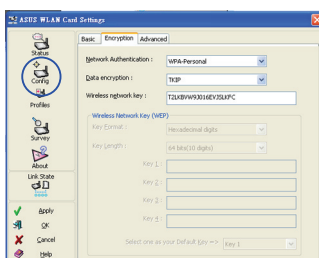 ASUS WLAN Card Settings
Status
Config
Profiles
Survey
About
Link State
Apply
OK
Cancel
Help
Basic Encryption Advanced
Network Authentication : WPA-Personal
Data encryption : TKIP
Wireless network key :
Wireless Network Key (WEP)
Key Format : Hexadecimal digits
Key Length : 64 bits(10 digits)
Key 1 :
Key 2 :
Key 3 :
Key 4 :
Select one as your Default Key => Key 1